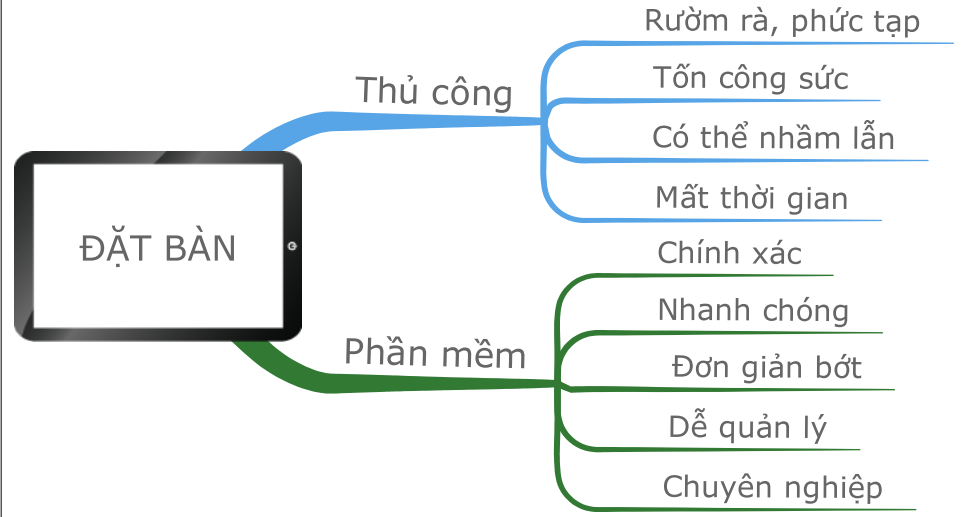 ĐẶT BÀN
Thủ công
Rườm rà, phức tạp
Tốn công sức
Có thể nhầm lẫn
Mất thời gian
Phần mềm
Chính xác
Nhanh chóng
Đơn giản bớt
Dễ quản lý
Chuyên nghiệp